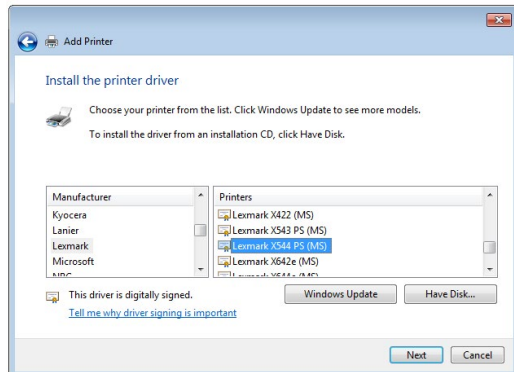 Add Printer
Install the printer driver
Choose your printer from the list. Click Windows Update to see more models.
To install the driver from an installation CD, click Have Disk.
Manufacturer
Kyocera
Lanier
Lexmark
Microsoft
Printers
Lexmark X422 (MS)
Lexmark X543 PS (MS)
Lexmark X544 PS (MS)
Lexmark X642e (MS)
This driver is digitally signed.
Tell me why driver signing is important
Windows Update
Have Disk...
Next
Cancel